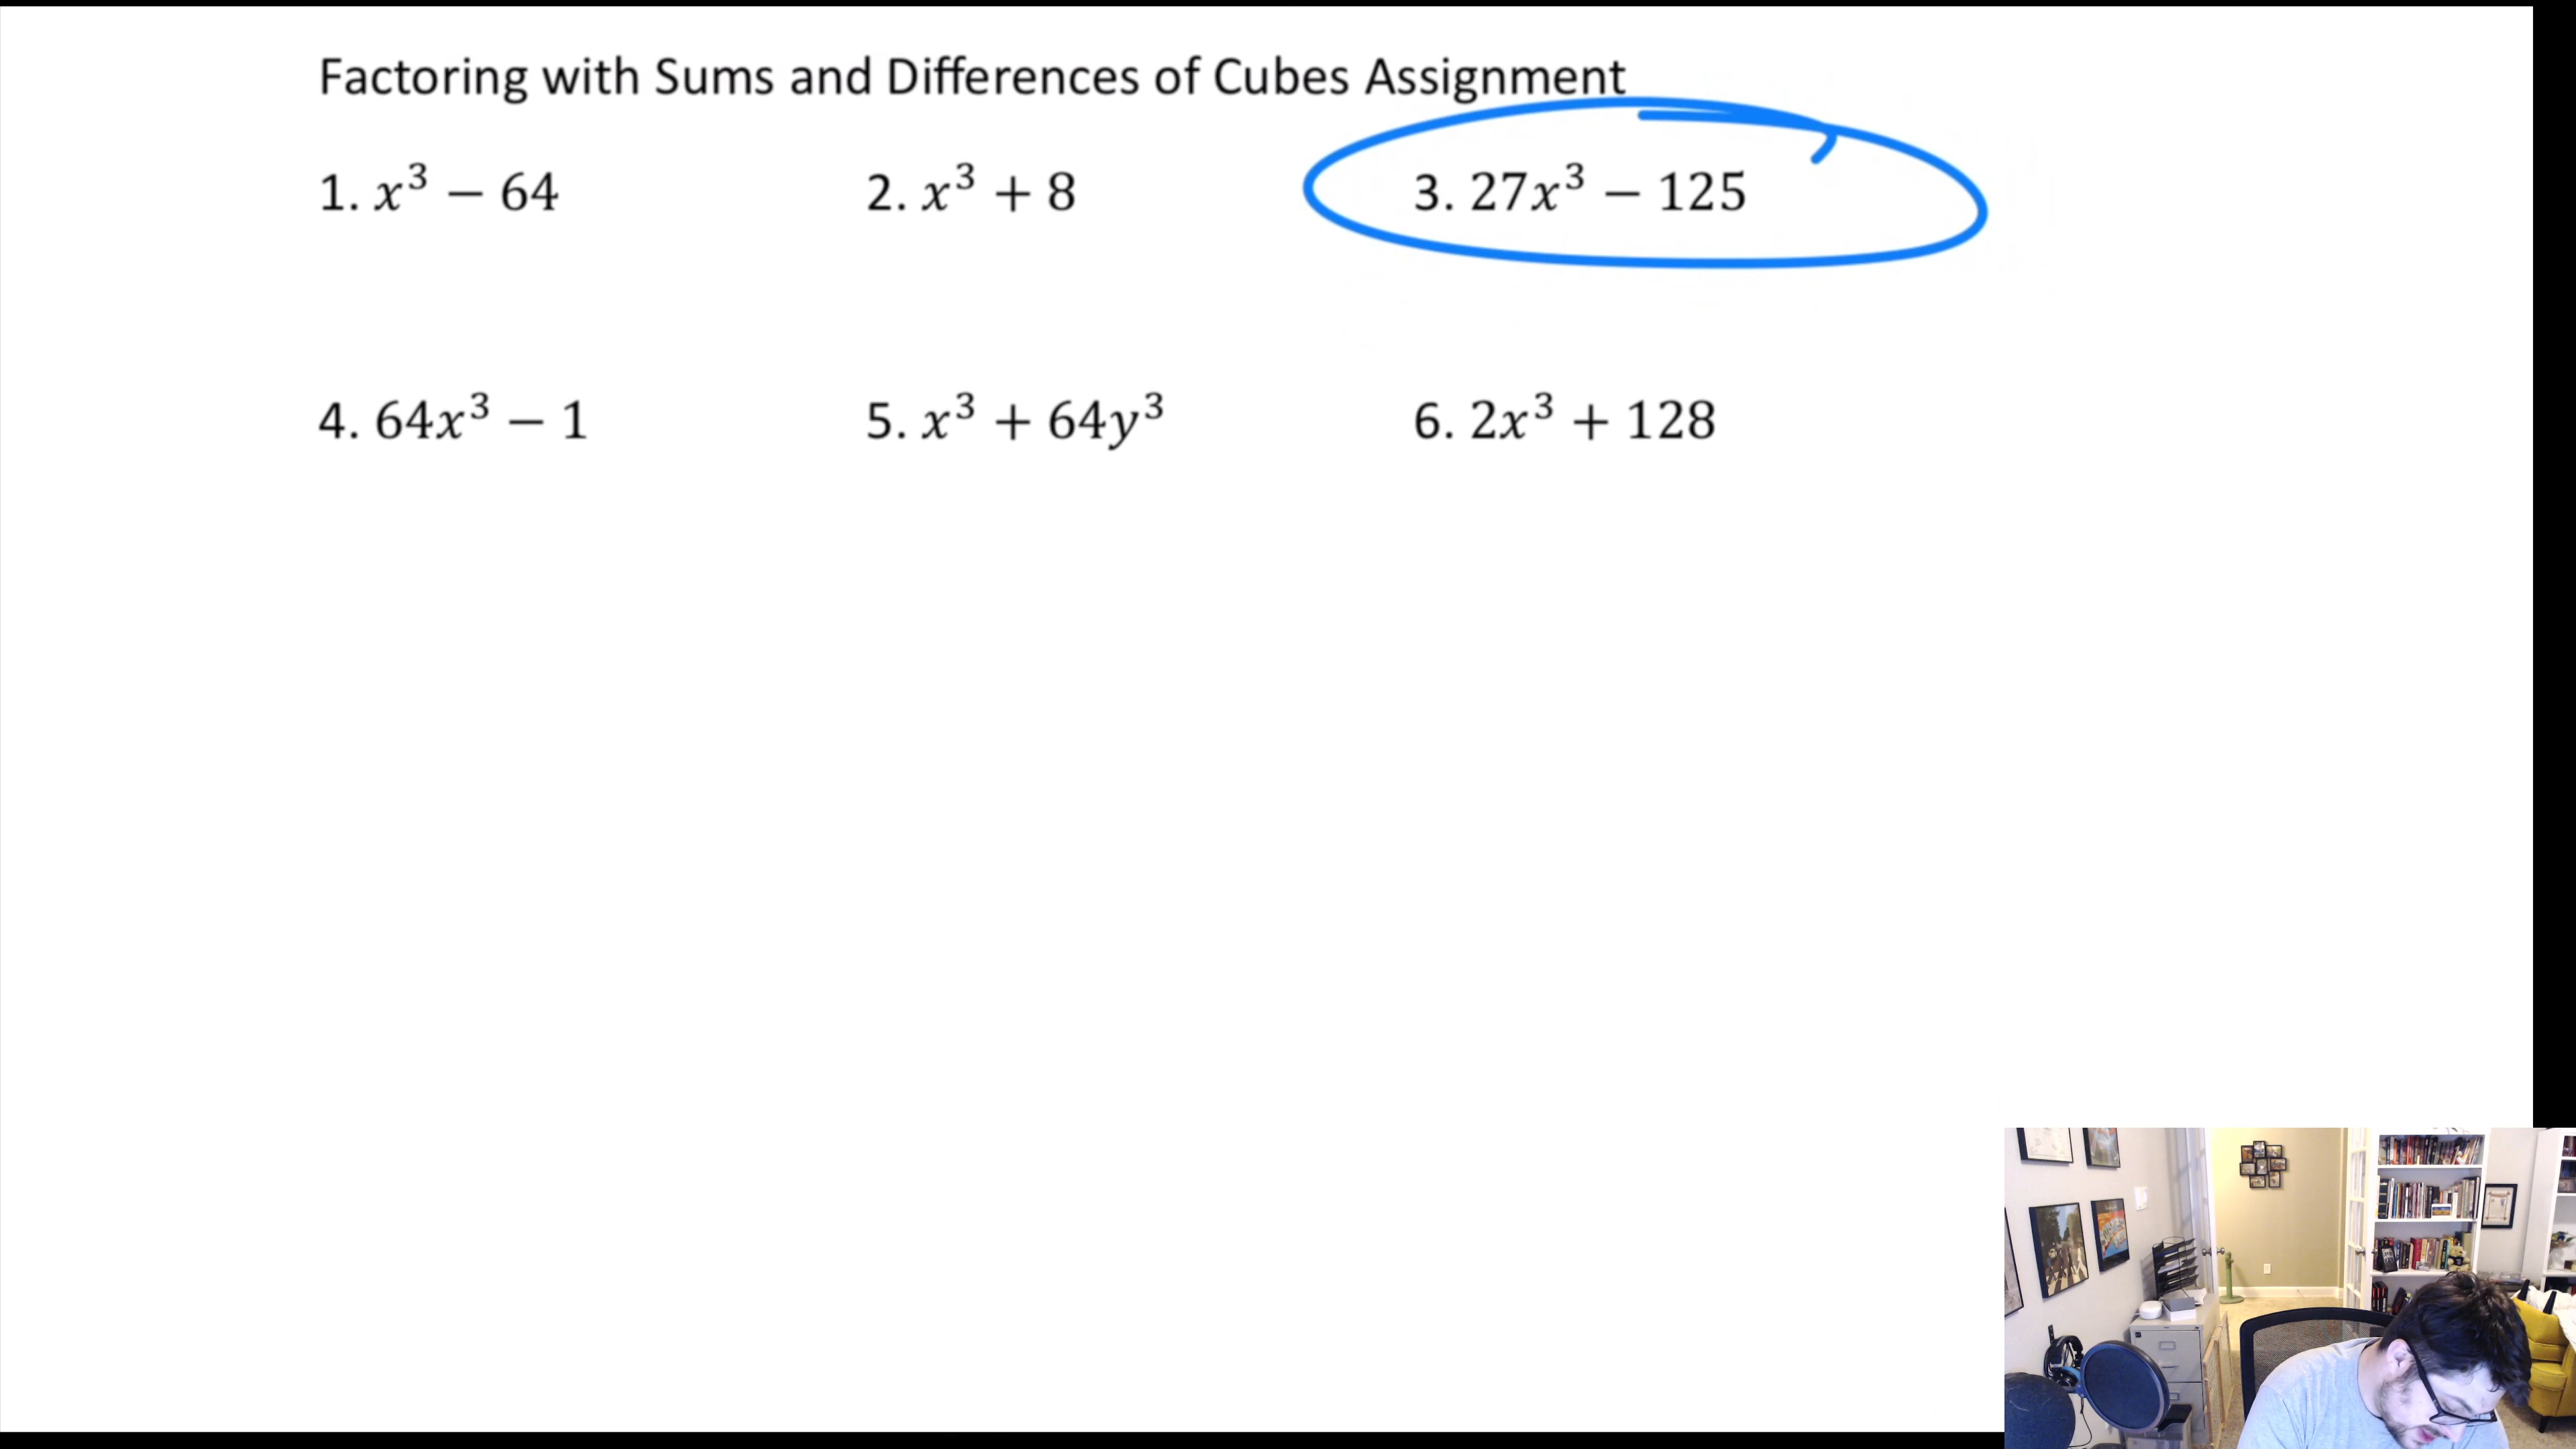 Factoring with Sums and Differences of Cubes Assignment
1. x³ − 64 2. x³ + 8 3. 27x³ − 125
4. 64x³ − 1 5. x³ + 64y³ 6. 2x³ + 128